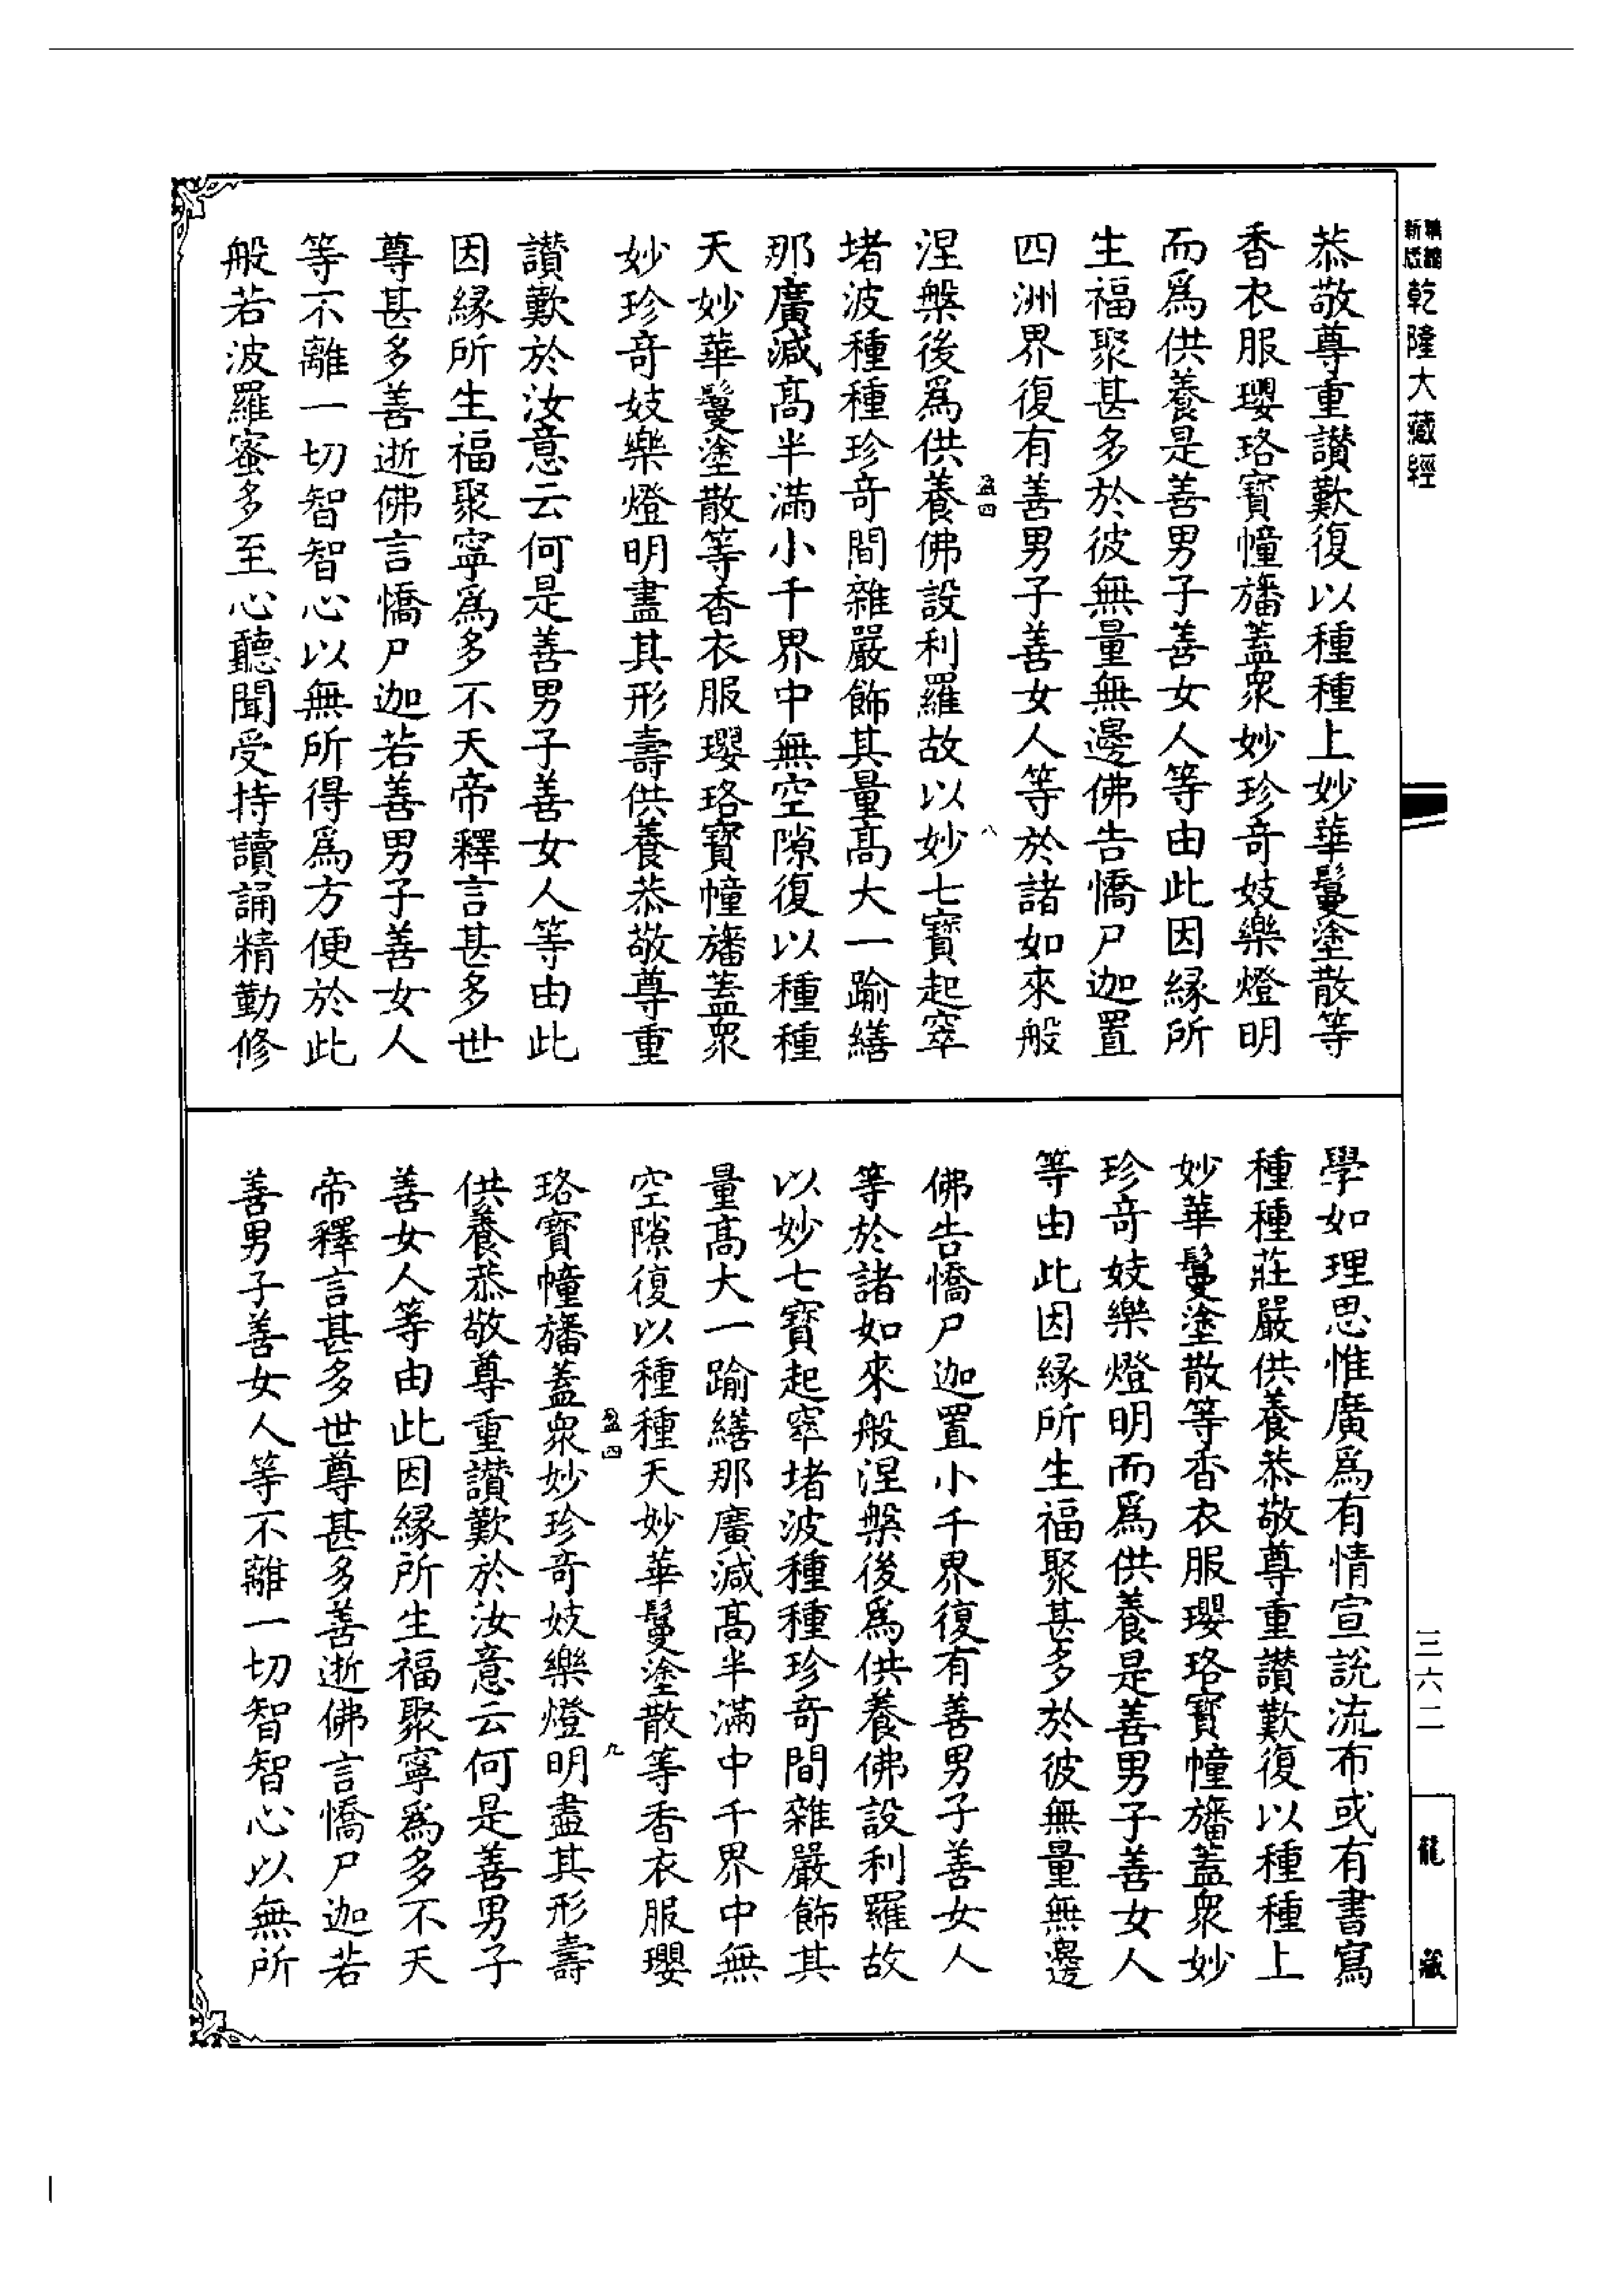 乾隆大藏經
恭敬尊重讚歎復以種種上妙華鬘塗散等
香衣服瓔珞寶幢旛蓋衆妙珍奇妓樂燈明
而爲供養是善男子善女人等由此因緣所
生福聚甚多於彼無量無邊佛告憍尸迦置
四洲界復有善男子善女人等於諸如來般
盈四
八
涅槃後爲供養佛設利羅故以妙七寶起窣
堵波種種珍奇間雜嚴飾其量高大一踰繕
那廣減高半滿小千界中無空隙復以種種
天妙華鬘塗散等香衣服瓔珞寶幢旛蓋衆
妙珍奇妓樂燈明盡其形壽供養恭敬尊重
讚歎於汝意云何是善男子善女人等由此
因緣所生福聚寧爲多不天帝釋言甚多世
尊甚多善逝佛言憍尸迦若善男子善女人
等不離一切智智心以無所得爲方便於此
般若波羅蜜多至心聽聞受持讀誦精勤修
學如理思惟廣爲有情宣說流布或有書寫
種種莊嚴供養恭敬尊重讚歎復以種種上
妙華鬘塗散等香衣服瓔珞寶幢旛蓋衆妙
珍奇妓樂燈明而爲供養是善男子善女人
等由此因緣所生福聚甚多於彼無量無邊
佛告憍尸迦置小千界復有善男子善女人
等於諸如來般涅槃後爲供養佛設利羅故
以妙七寶起窣堵波種種珍奇間雜嚴飾其
量高大一踰繕那廣減高半滿中千界中無
空隙復以種種天妙華鬘塗散等香衣服瓔
盈四
九
珞寶幢旛蓋衆妙珍奇妓樂燈明盡其形壽
供養恭敬尊重讚歎於汝意云何是善男子
善女人等由此因緣所生福聚寧爲多不天
帝釋言甚多世尊甚多善逝佛言憍尸迦若
善男子善女人等不離一切智智心以無所
三六二
龍藏